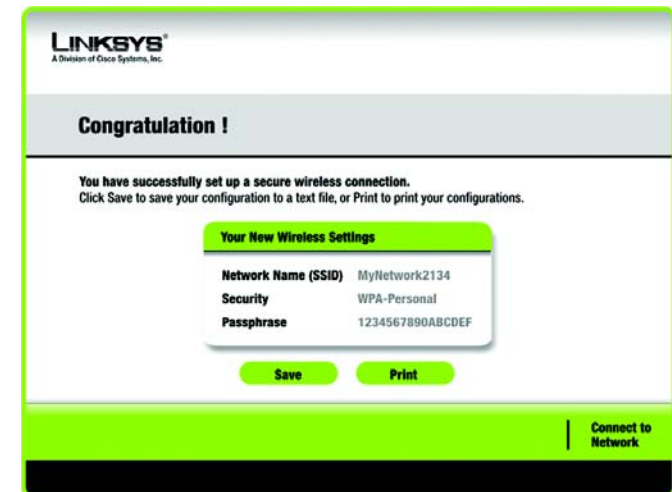 LINKSYS®
A Division of Cisco Systems, Inc.
Congratulation !
You have successfully set up a secure wireless connection.
Click Save to save your configuration to a text file, or Print to print your configurations.
Your New Wireless Settings
Network Name (SSID) MyNetwork2134
Security WPA-Personal
Passphrase 1234567890ABCDEF
Save Print
Connect to
Network